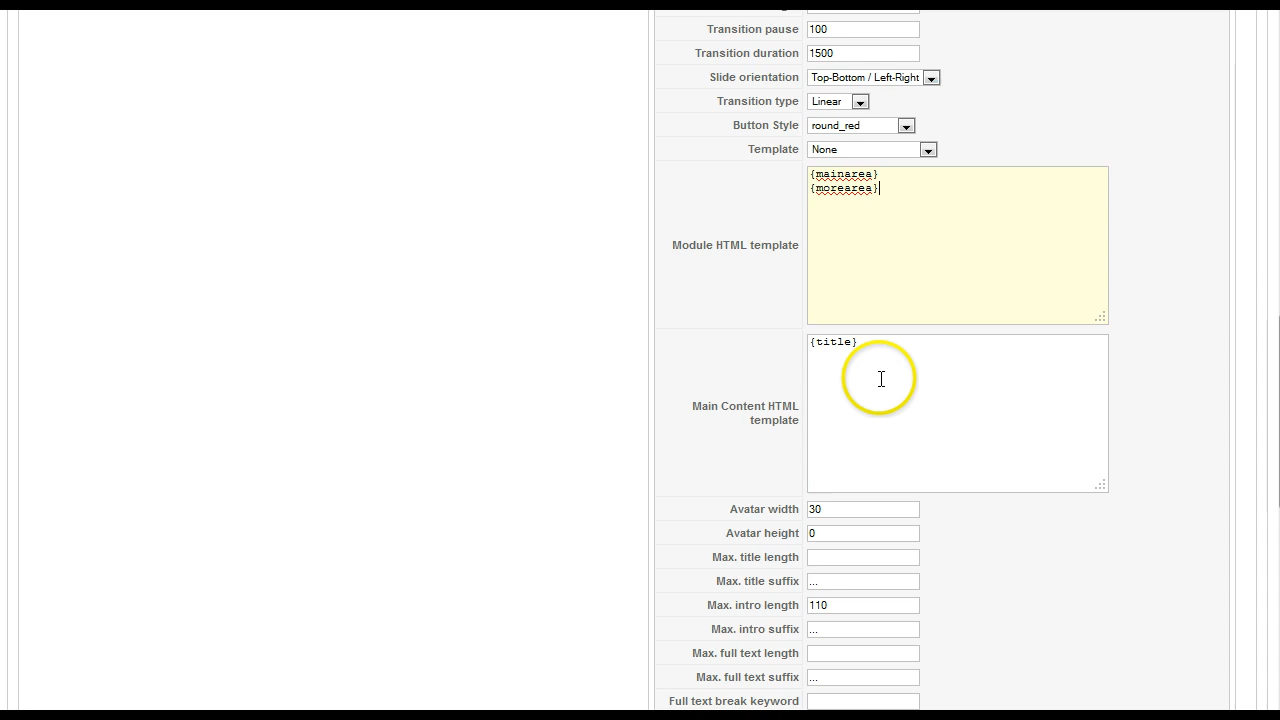 Transition pause 100
Transition duration 1500
Slide orientation Top-Bottom / Left-Right
Transition type Linear
Button Style round_red
Template None
{mainarea}
{morearea}
Module HTML template
{title}
Main Content HTML
template
Avatar width 30
Avatar height 0
Max. title length
Max. title suffix ...
Max. intro length 110
Max. intro suffix ...
Max. full text length
Max. full text suffix ...
Full text break keyword